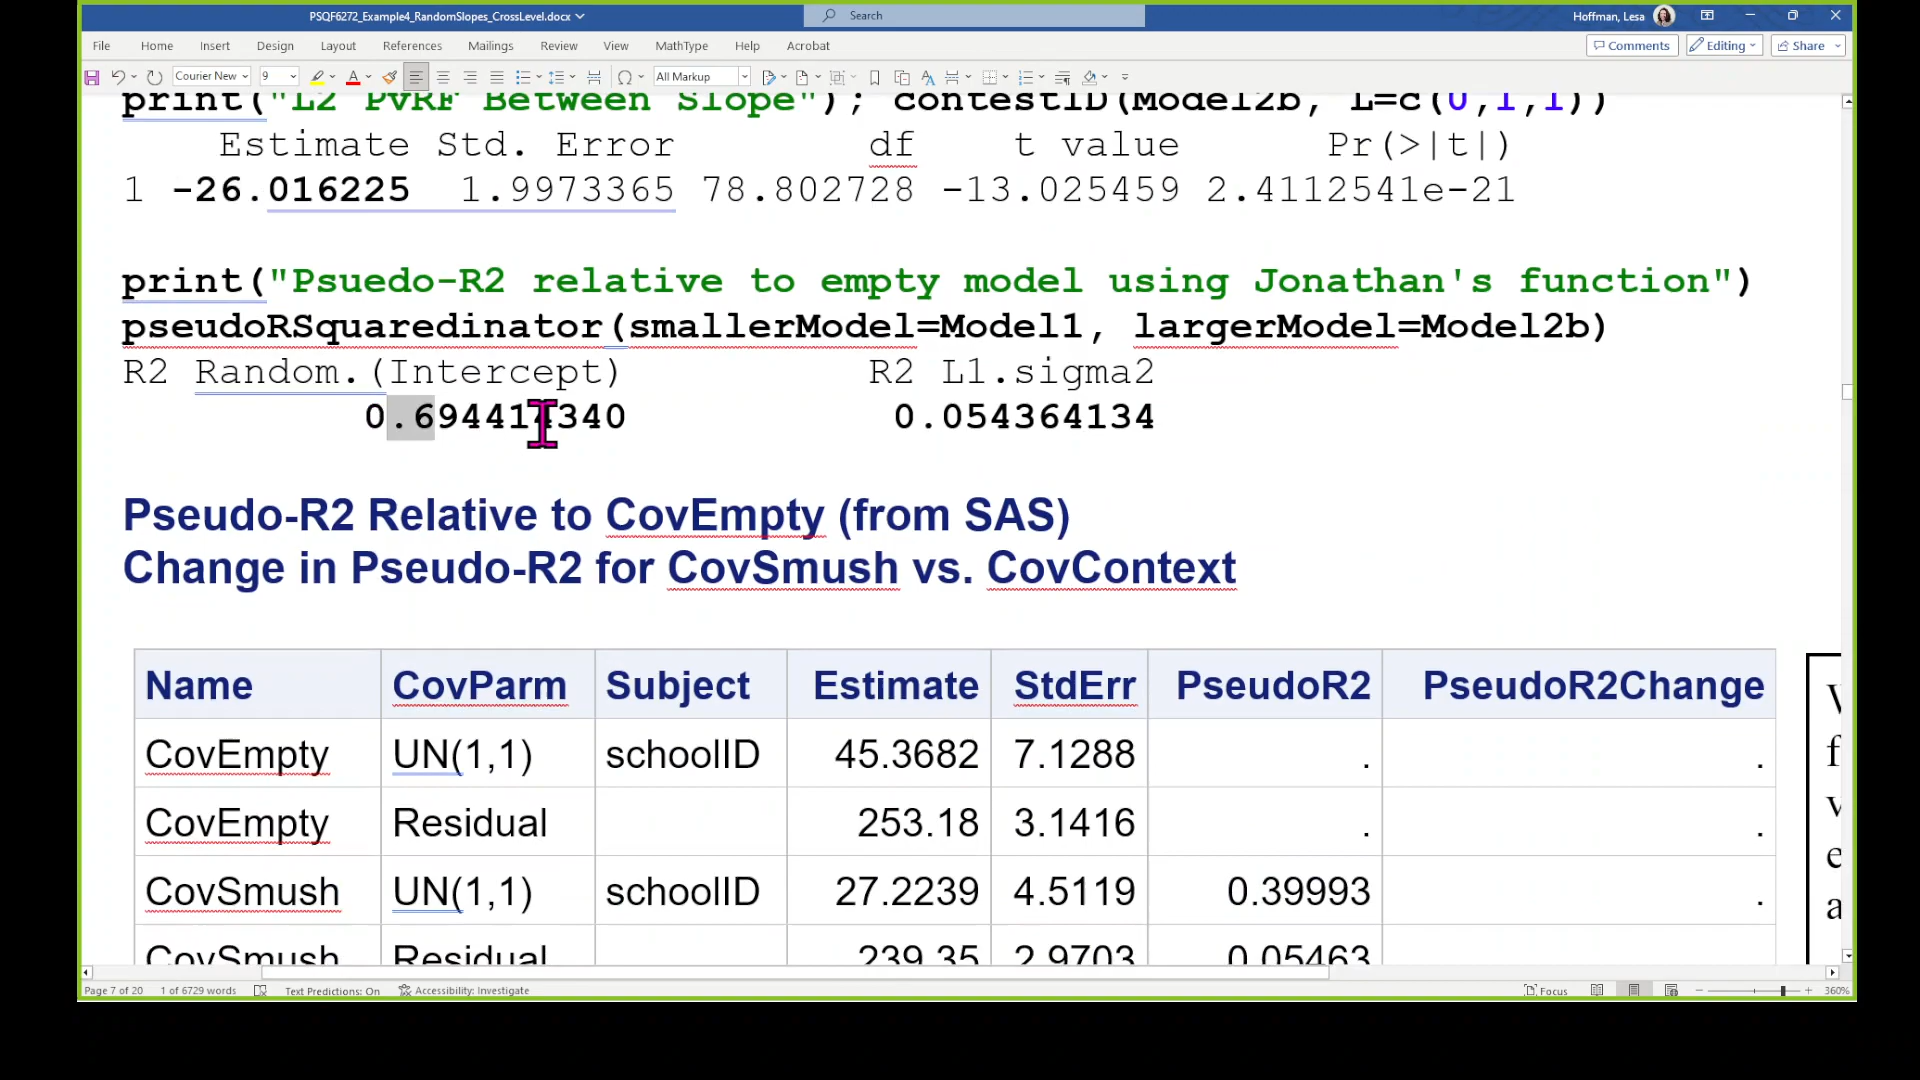 PSQF6272_Example4_RandomSlopes_CrossLevel.docx
Search
Hoffman, Lesa
File Home Insert Design Layout References Mailings Review View MathType Help Acrobat
Comments Editing Share
Courier New 9 All Markup
print("L2 PvRF Between Slope"); contestID(Model2b, L=c(0,1,1))
Estimate Std. Error df t value Pr(>|t|)
1 -26.016225 1.9973365 78.802728 -13.025459 2.4112541e-21
print("Psuedo-R2 relative to empty model using Jonathan's function")
pseudoRSquaredinator(smallerModel=Model1, largerModel=Model2b)
R2 Random.(Intercept) R2 L1.sigma2
0.694414340 0.054364134
Pseudo-R2 Relative to CovEmpty (from SAS)
Change in Pseudo-R2 for CovSmush vs. CovContext
Name CovParm Subject Estimate StdErr PseudoR2 PseudoR2Change
CovEmpty UN(1,1) schoolID 45.3682 7.1288 . .
CovEmpty Residual 253.18 3.1416 . .
CovSmush UN(1,1) schoolID 27.2239 4.5119 0.39993 .
CovSmush Residual 239.35 2.9703 0.05463
Page 7 of 20 1 of 6729 words Text Predictions: On Accessibility: Investigate Focus 360%